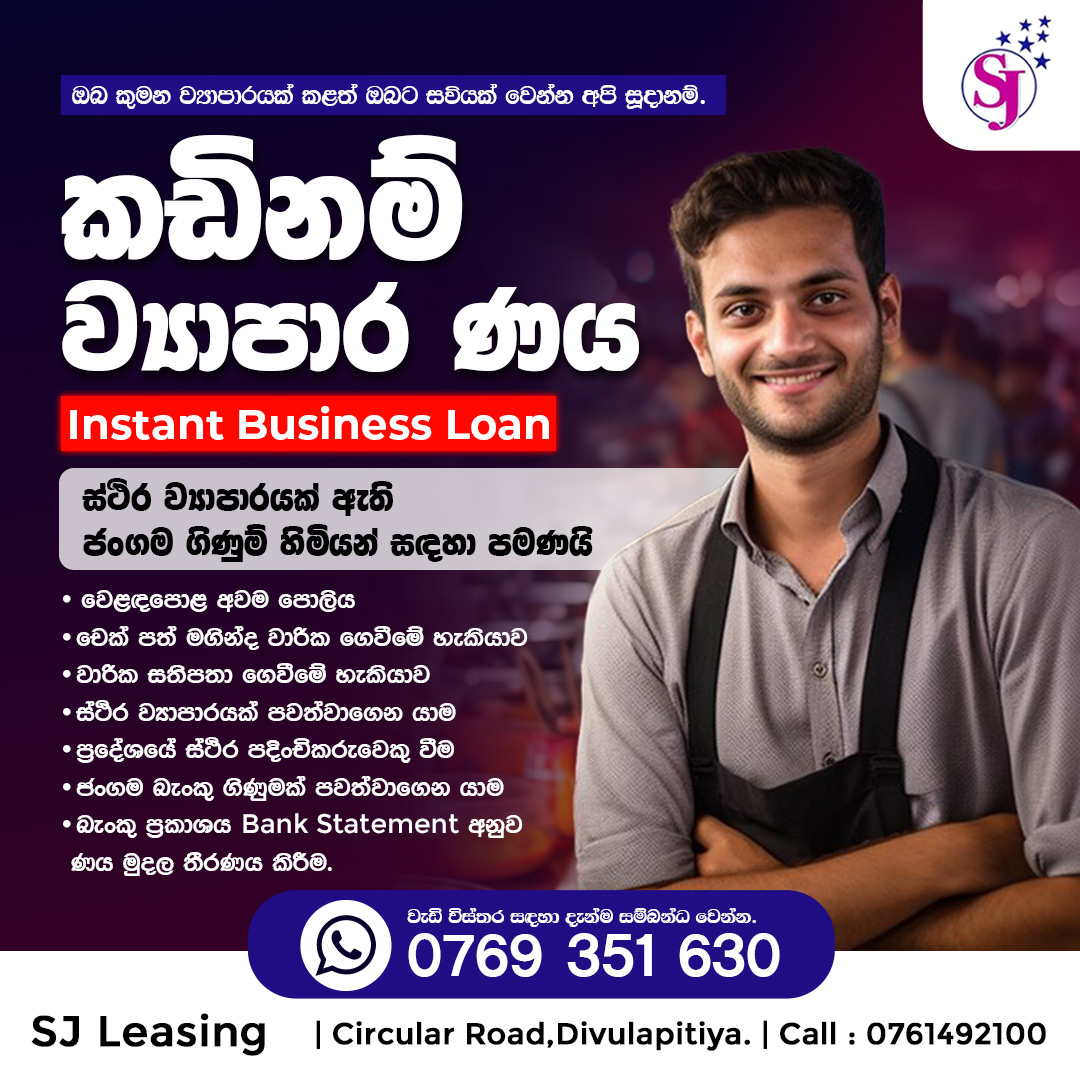 ඔබ කුමන ව්‍යාපාරයක් කළත් ඔබට සවියක් වෙන්න අපි සූදානම්.
SJ
කඩිනම්
ව්‍යාපාර ණය
Instant Business Loan
ස්ථිර ව්‍යාපාරයක් ඇති
ජංගම ගිණුම් හිමියන් සඳහා පමණයි
• වෙළඳපොළ අවම පොලිය
• චෙක් පත් මගින්ද වාරික ගෙවීමේ හැකියාව
• වාරික සතිපතා ගෙවීමේ හැකියාව
• ස්ථිර ව්‍යාපාරයක් පවත්වාගෙන යාම
• ප්‍රදේශයේ ස්ථිර පදිංචිකරුවෙකු වීම
• ජංගම බැංකු ගිණුමක් පවත්වාගෙන යාම
• බැංකු ප්‍රකාශය Bank Statement අනුව
ණය මුදල තීරණය කිරීම.
වැඩි විස්තර සඳහා දැන්ම සම්බන්ධ වෙන්න.
0769 351 630
SJ Leasing | Circular Road,Divulapitiya. | Call : 0761492100